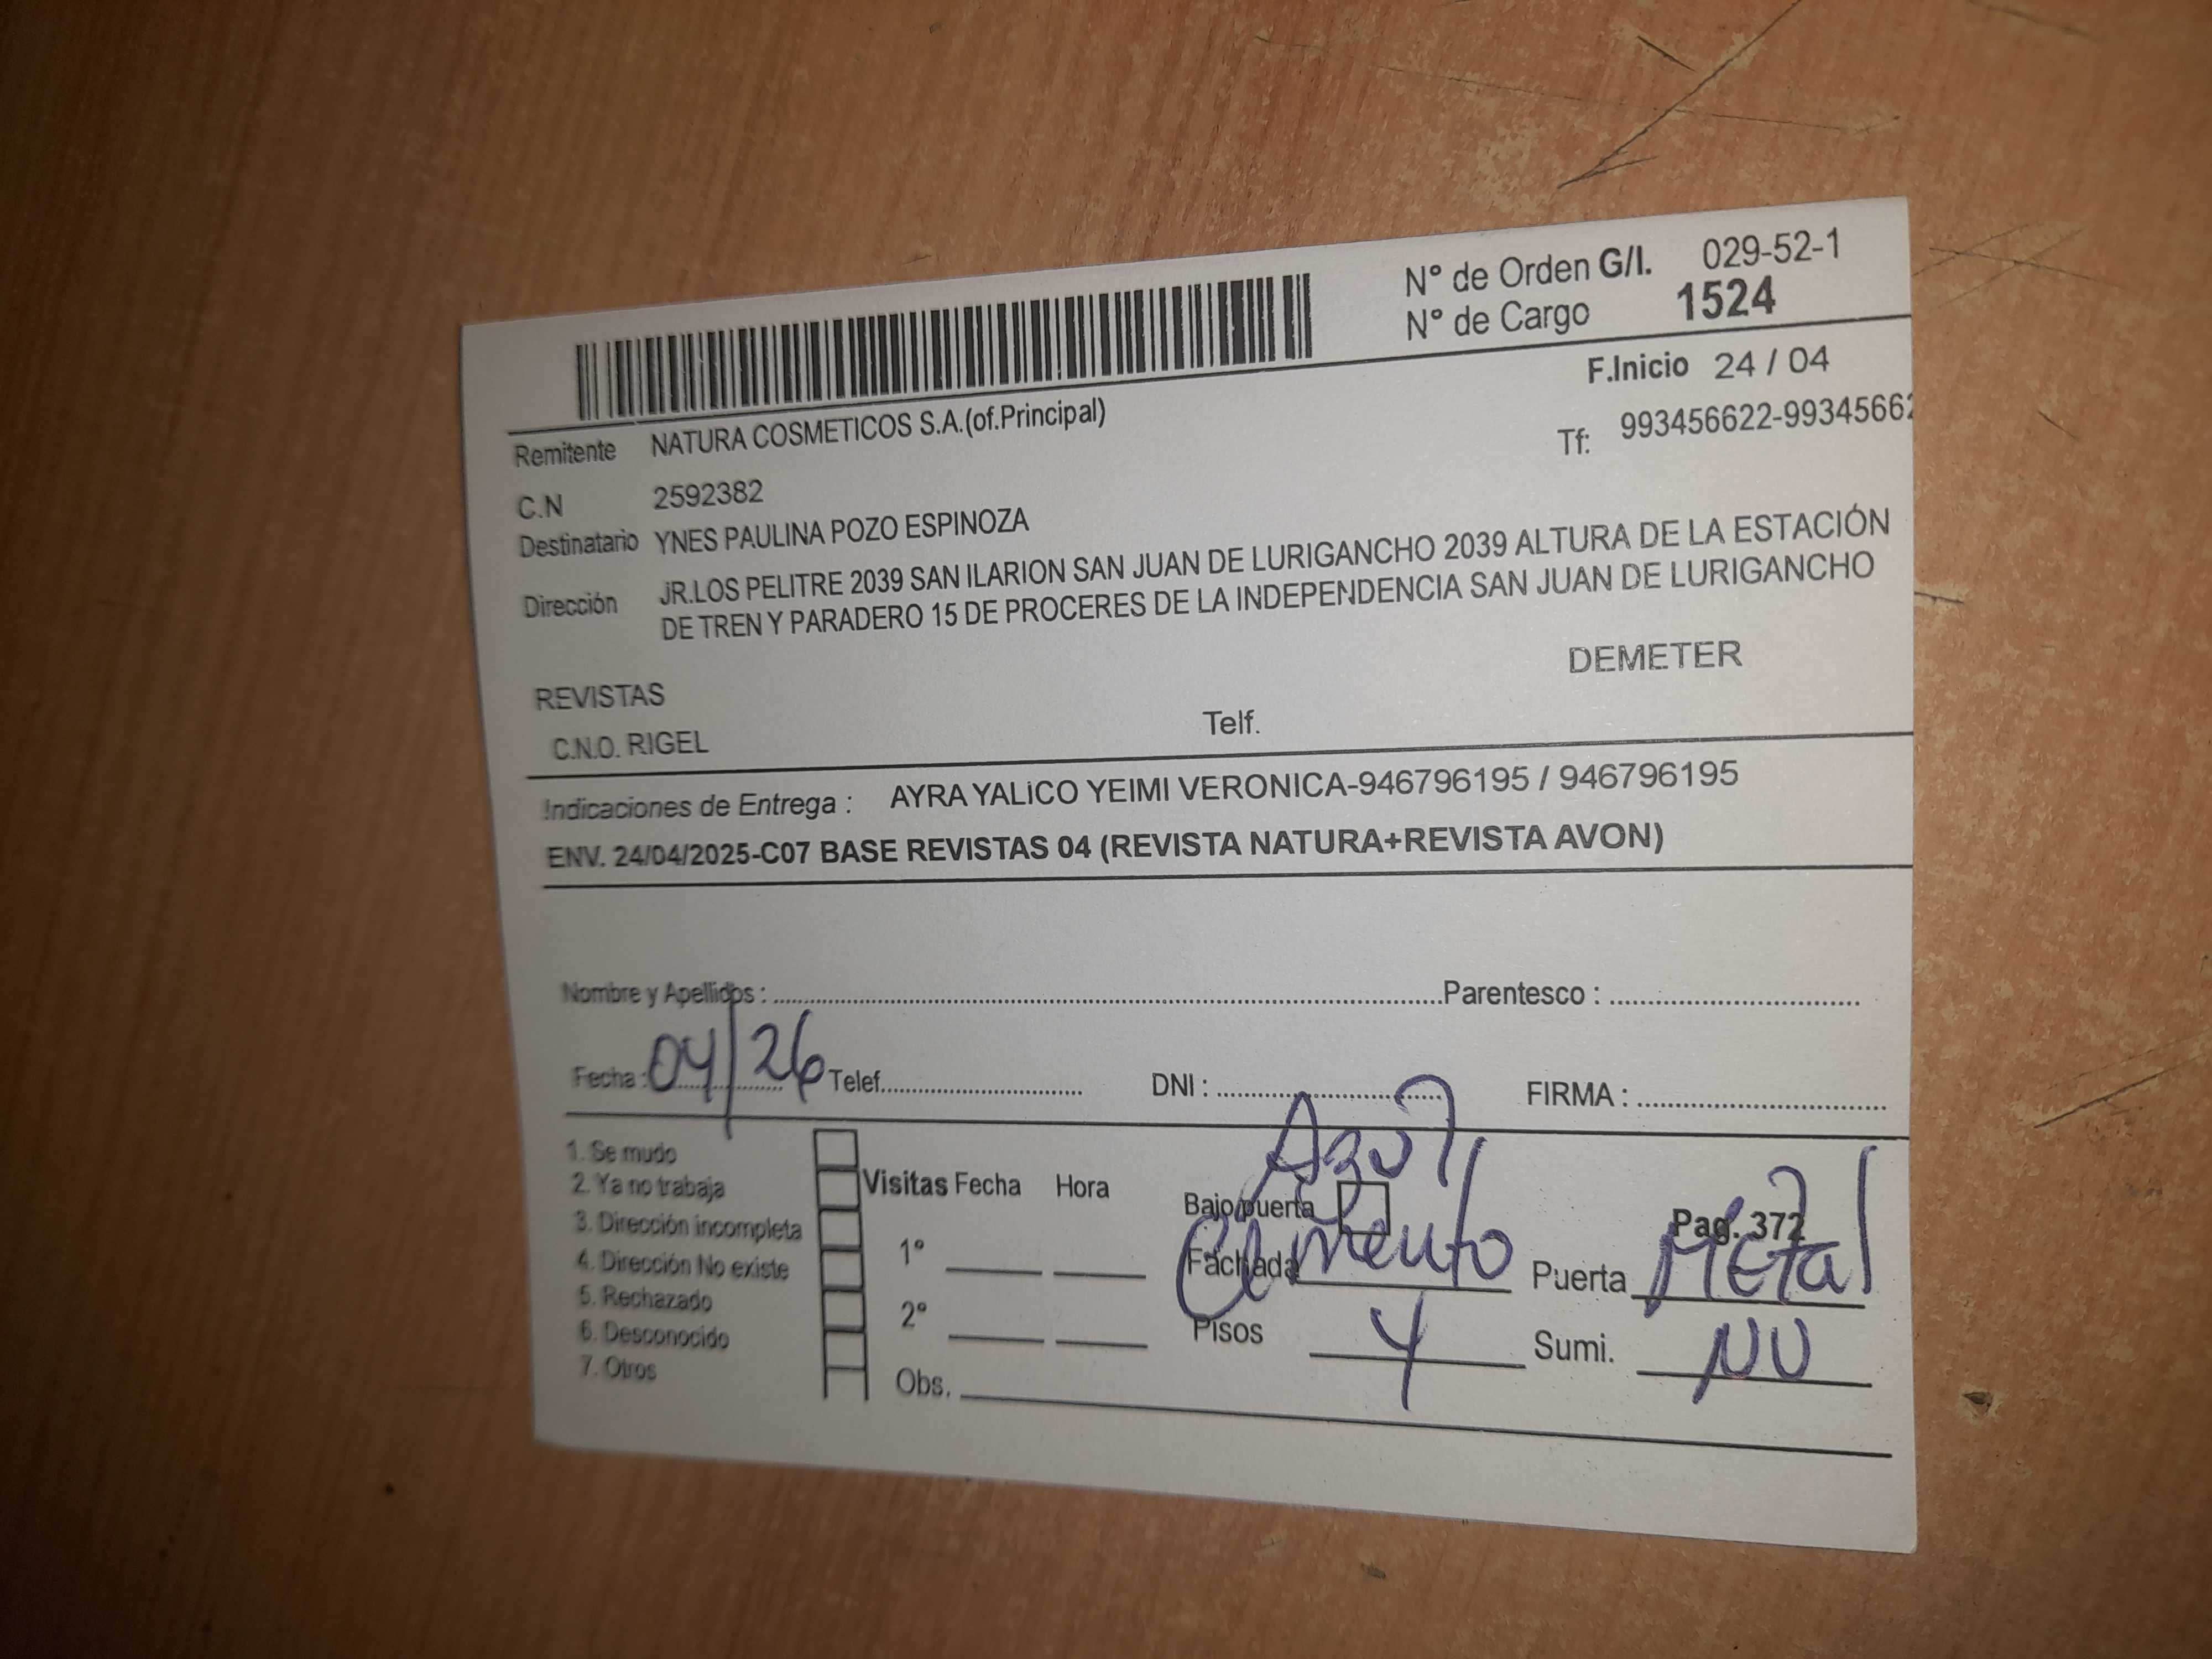 N° de Orden G/I. 029-52-1
N° de Cargo 1524
F.Inicio 24 / 04
Remitente NATURA COSMETICOS S.A.(of.Principal) Tf: 993456622-99345662
C.N 2592382
Destinatario YNES PAULINA POZO ESPINOZA
Dirección JR.LOS PELITRE 2039 SAN ILARION SAN JUAN DE LURIGANCHO 2039 ALTURA DE LA ESTACIÓN
DE TREN Y PARADERO 15 DE PROCERES DE LA INDEPENDENCIA SAN JUAN DE LURIGANCHO
DEMETER
REVISTAS
C.N.O. RIGEL Telf.
Indicaciones de Entrega : AYRA YALICO YEIMI VERONICA-946796195 / 946796195
ENV. 24/04/2025-C07 BASE REVISTAS 04 (REVISTA NATURA+REVISTA AVON)
Nombre y Apellidos : Parentesco :
Fecha : 04/26 Telef. DNI : FIRMA :
1. Se mudo
2. Ya no trabaja
3. Dirección incompleta
4. Dirección No existe
5. Rechazado
6. Desconocido
7. Otros
Visitas Fecha Hora
1°
2°
Obs.
Azul
Bajo puerta
Pag. 372
Fachada Cemento Puerta Metal
Pisos 4 Sumi. NO